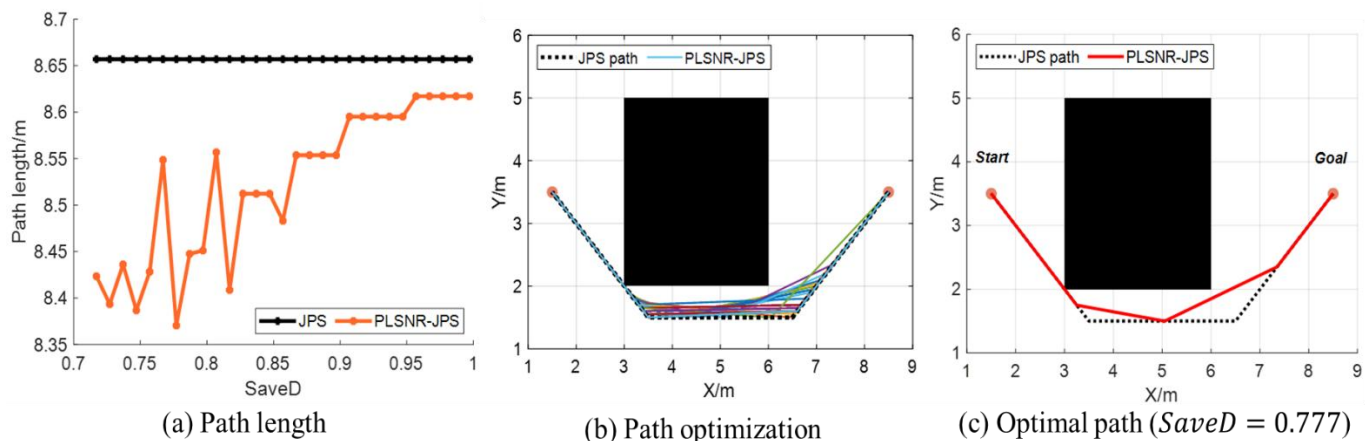 8.7
8.65
8.6
8.55
8.5
8.45
8.4
8.35
Path length/m
JPS
PLSNR-JPS
0.7
0.75
0.8
0.85
0.9
0.95
1
SaveD
(a) Path length
6
5
4
3
2
1
Y/m
JPS path
PLSNR-JPS
1
2
3
4
5
6
7
8
9
X/m
(b) Path optimization
6
5
4
3
2
1
Y/m
JPS path
PLSNR-JPS
Start
Goal
1
2
3
4
5
6
7
8
9
X/m
(c) Optimal path (SaveD = 0.777)